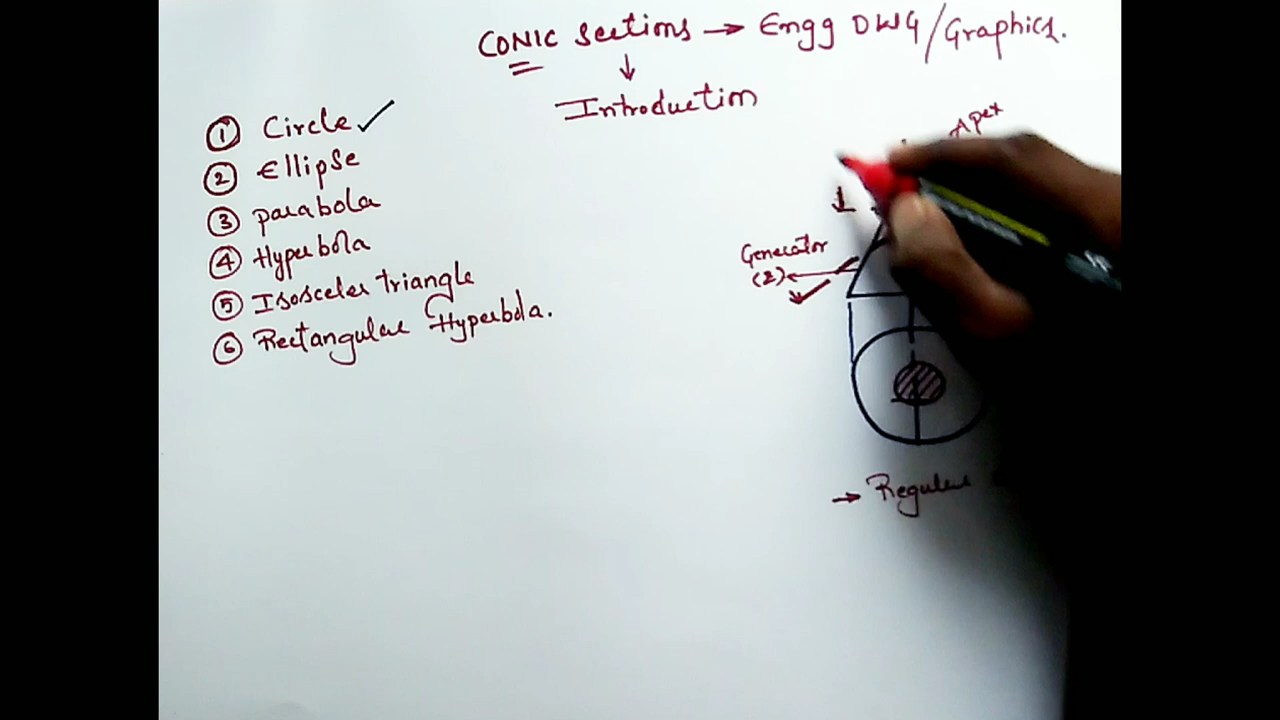 CONIC Sections → Engg DWG/Graphics.
↓
Introduction
① Circle ✓
② Ellipse
③ parabola
④ Hyperbola
⑤ Isosceles triangle
⑥ Rectangular Hyperbola.
Apex
Generator
(2)
→ Regular